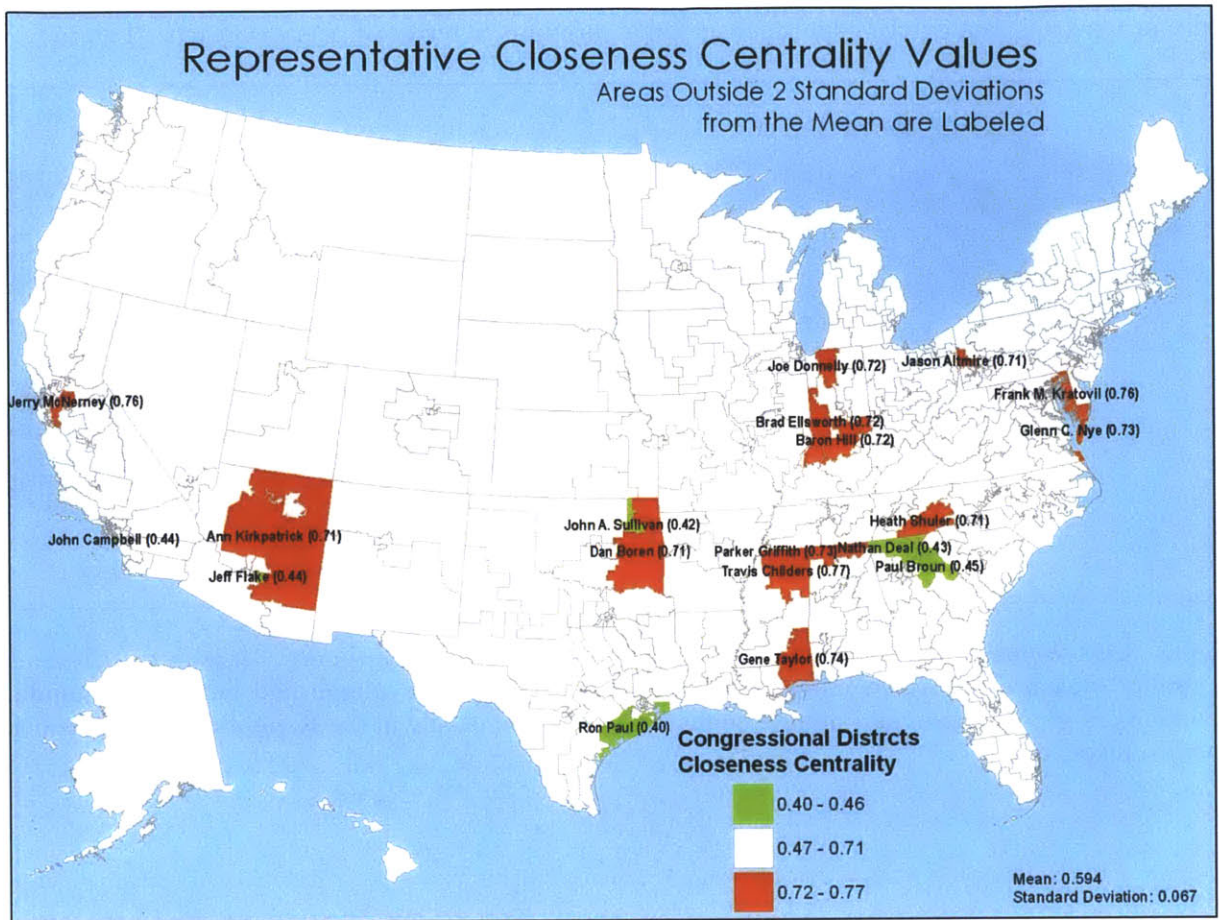 Representative Closeness Centrality Values
Areas Outside 2 Standard Deviations
from the Mean are Labeled
Joe Donnelly (0.72)
Jason Altmire (0.71)
Jerry McNerney (0.76)
Frank M. Kratovil (0.76)
Brad Ellsworth (0.72)
Glenn C. Nye (0.73)
Baron Hill (0.72)
John A. Sullivan (0.42)
Heath Shuler (0.71)
John Campbell (0.44)
Ann Kirkpatrick (0.71)
Dan Boren (0.71)
Parker Griffith (0.73)
Nathan Deal (0.43)
Jeff Flake (0.44)
Travis Childers (0.77)
Paul Broun (0.45)
Gene Taylor (0.74)
Ron Paul (0.40)
Congressional Distrcts
Closeness Centrality
0.40 - 0.46
0.47 - 0.71
0.72 - 0.77
Mean: 0.594
Standard Deviation: 0.067